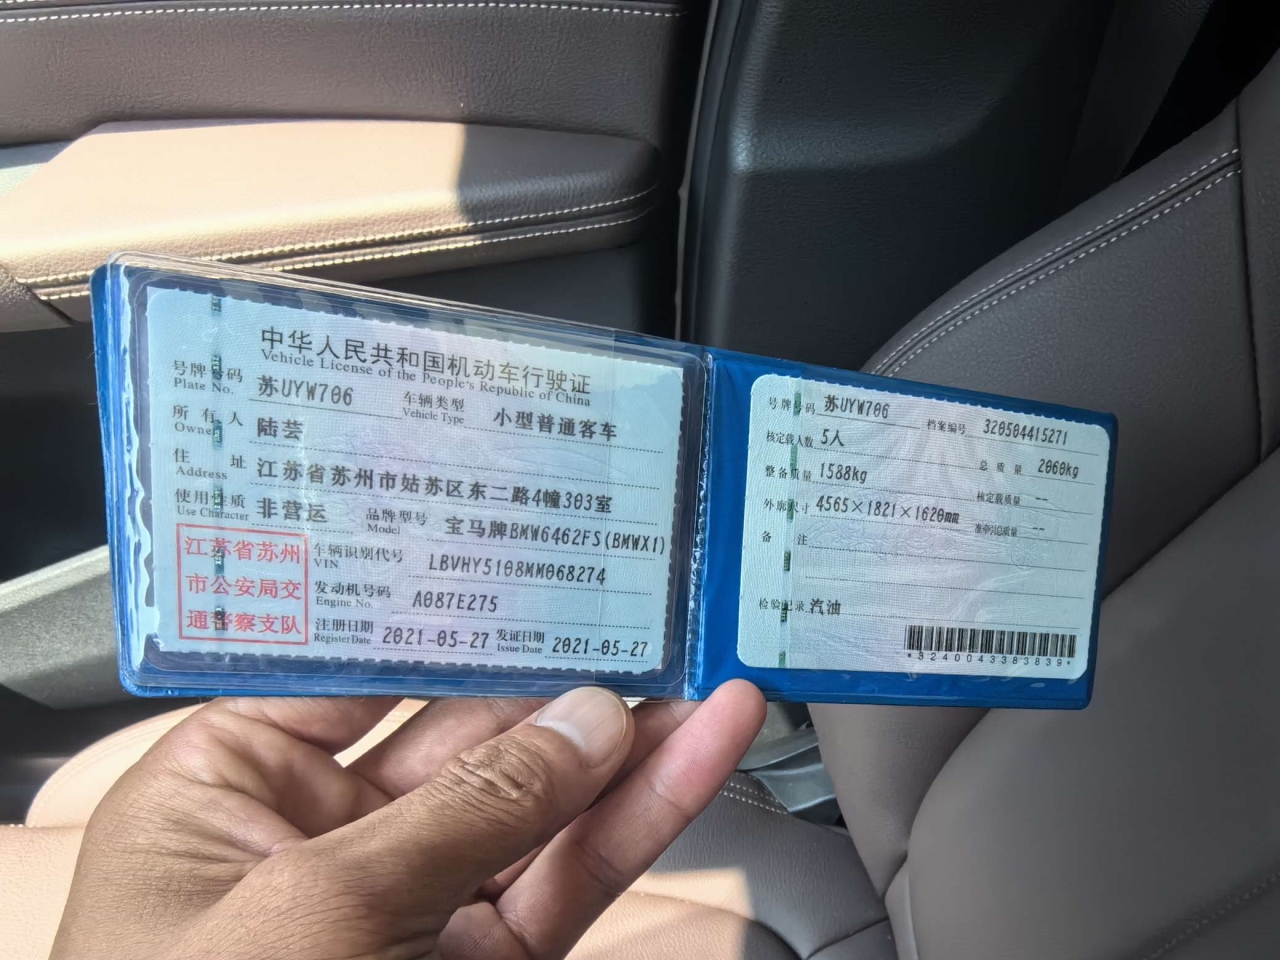 中华人民共和国机动车行驶证
Vehicle License of the People's Republic of China
号牌号码 苏UYW706 车辆类型 小型普通客车
Plate No. Vehicle Type
所有人 陆芸
Owner
住址 江苏省苏州市姑苏区东二路4幢303室
Address
使用性质 非营运 品牌型号 宝马牌BMW6462FS(BMWX1)
Use Character Model
江苏省苏州
市公安局交
通警察支队
车辆识别代号 LBVHY5108MM068274
VIN
发动机号码 A087E275
Engine No.
注册日期 2021-05-27 发证日期 2021-05-27
Register Date Issue Date
号牌号码 苏UYW706 档案编号 320504415271
核定载人数 5人 总质量 2060kg
整备质量 1588kg 核定载质量 --
外廓尺寸 4565×1821×1620mm 准牵引总质量 --
备注
检验记录 汽油
*3240043383839*